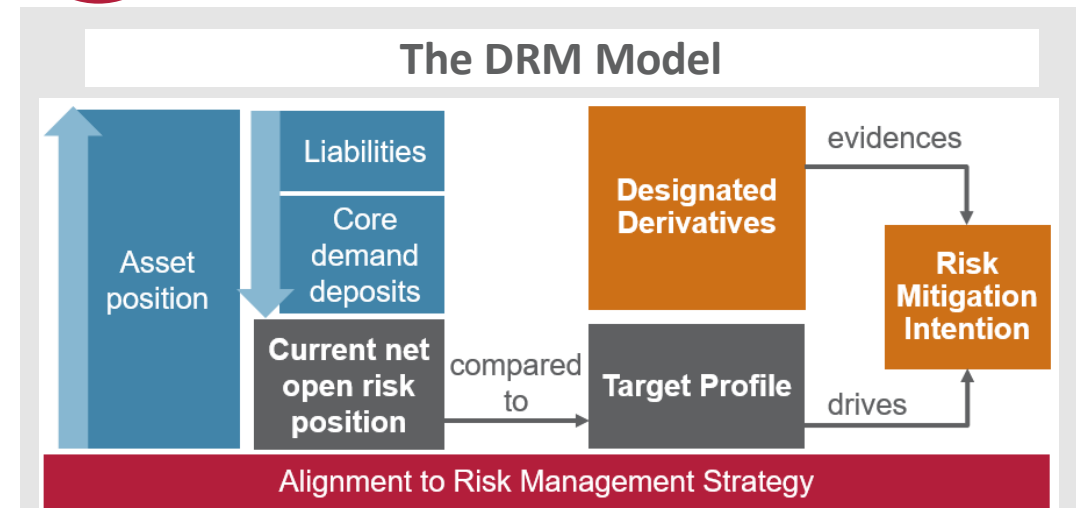 The DRM Model
Asset
position
Liabilities
Core
demand
deposits
Current net
open risk
position
compared
to
Designated
Derivatives
Target Profile
evidences
drives
Risk
Mitigation
Intention
Alignment to Risk Management Strategy